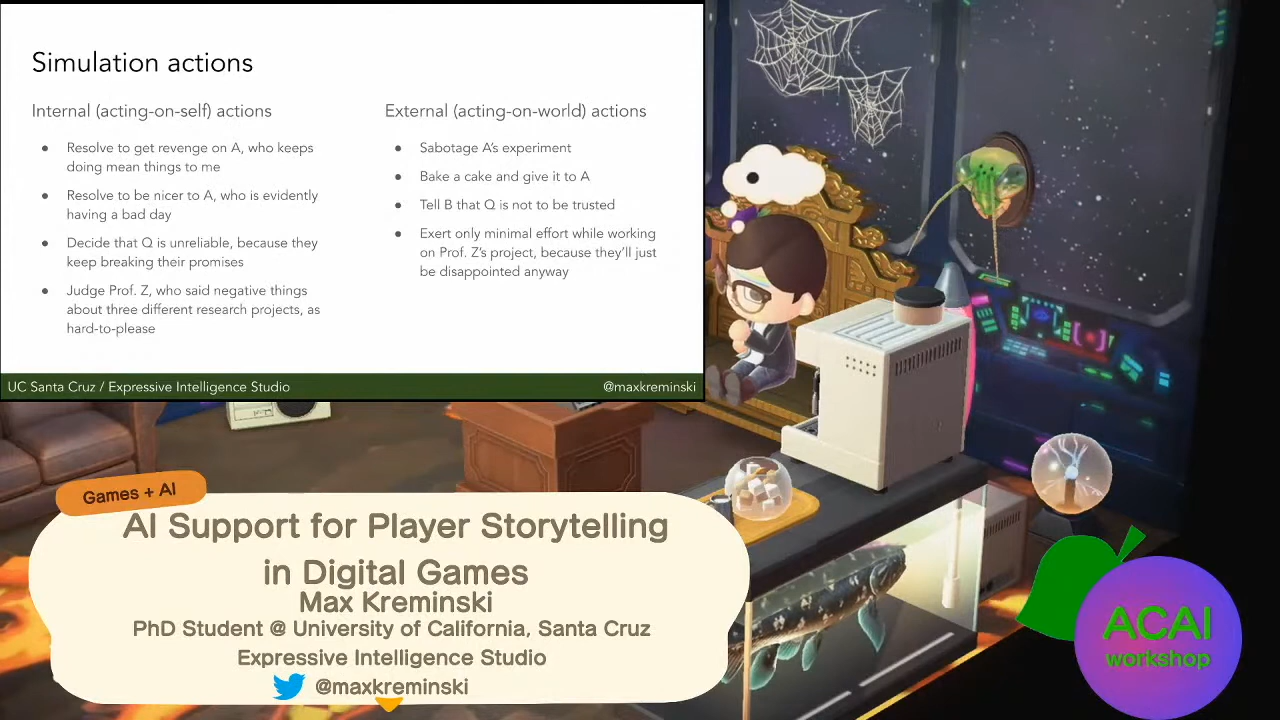 Simulation actions
Internal (acting-on-self) actions
● Resolve to get revenge on A, who keeps
doing mean things to me
● Resolve to be nicer to A, who is evidently
having a bad day
● Decide that Q is unreliable, because they
keep breaking their promises
● Judge Prof. Z, who said negative things
about three different research projects, as
hard-to-please
External (acting-on-world) actions
● Sabotage A's experiment
● Bake a cake and give it to A
● Tell B that Q is not to be trusted
● Exert only minimal effort while working
on Prof. Z's project, because they'll just
be disappointed anyway
UC Santa Cruz / Expressive Intelligence Studio
@maxkreminski
Games + AI
AI Support for Player Storytelling
in Digital Games
Max Kreminski
PhD Student @ University of California, Santa Cruz
Expressive Intelligence Studio
@maxkreminski
ACAI
workshop